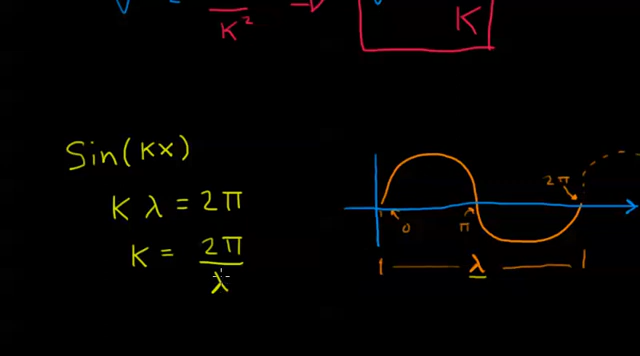 K²
K
Sin(Kx)
K λ = 2π
K = 2π
λ
0
π
2π
λ